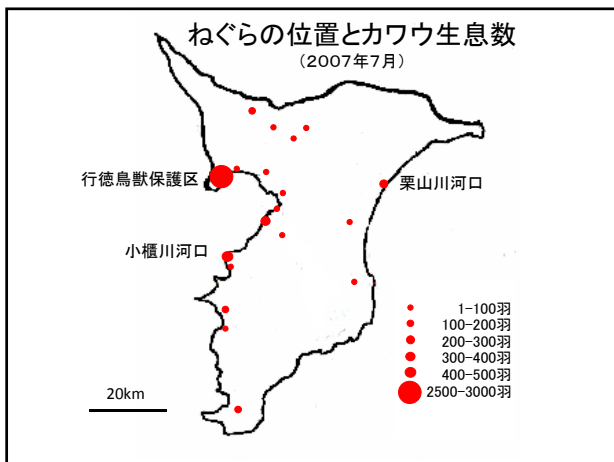 ねぐらの位置とカワウ生息数
（2007年7月）
行徳鳥獣保護区
栗山川河口
小櫃川河口
1-100羽
100-200羽
200-300羽
300-400羽
400-500羽
2500-3000羽
20km